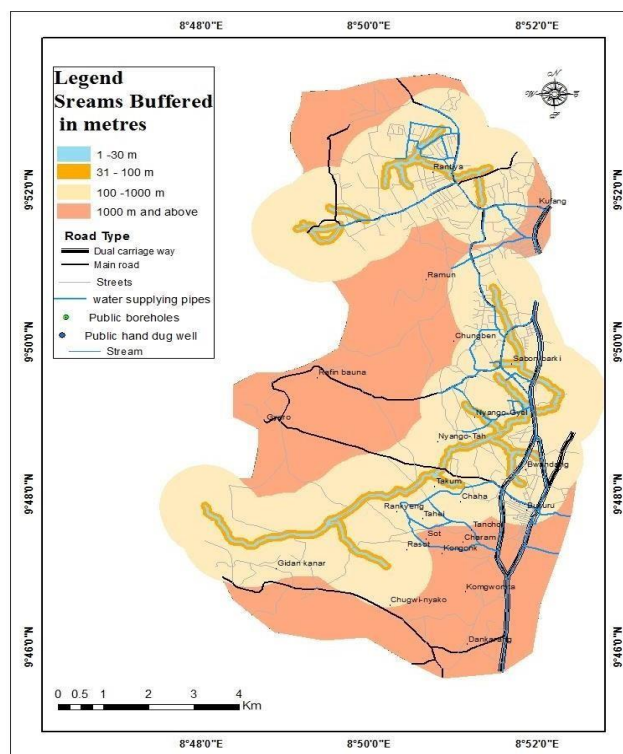 8°48'0"E 8°50'0"E 8°52'0"E
Legend
Sreams Buffered
in metres
1 -30 m
31 - 100 m
100 -1000 m
1000 m and above
Road Type
Dual carriage way
Main road
Streets
water supplying pipes
Public boreholes
Public hand dug well
Stream
N
9°52'0"N
9°50'0"N
9°48'0"N
9°46'0"N
9°52'0"N
9°50'0"N
9°48'0"N
9°46'0"N
Rantya
Kufang
Ramun
Chungben
Sabon barki
Rafin bauna
Gyero
Nyango-Gyel
Nyango-Tah
Bwandang
Takum
Chaha
Rankyeng
Bukuru
Tahei
Tanchol
Sot
Charam
Rasot
Kongonk
Gidan kanar
Komgwonta
Chugwi-nyako
Dankarang
0 0.5 1 2 3 4
Km
8°48'0"E 8°50'0"E 8°52'0"E